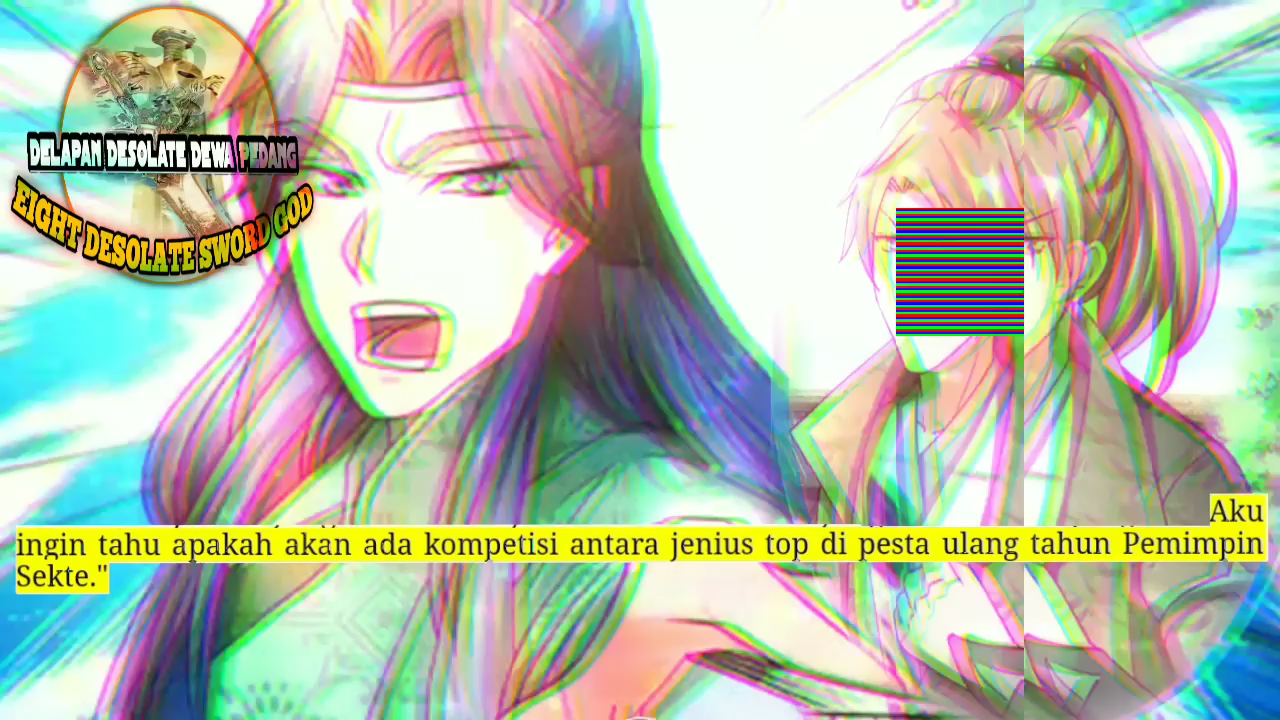 DELAPAN DESOLATE DEWA PEDANG
EIGHT DESOLATE SWORD GOD
Aku
ingin tahu apakah akan ada kompetisi antara jenius top di pesta ulang tahun Pemimpin
Sekte."